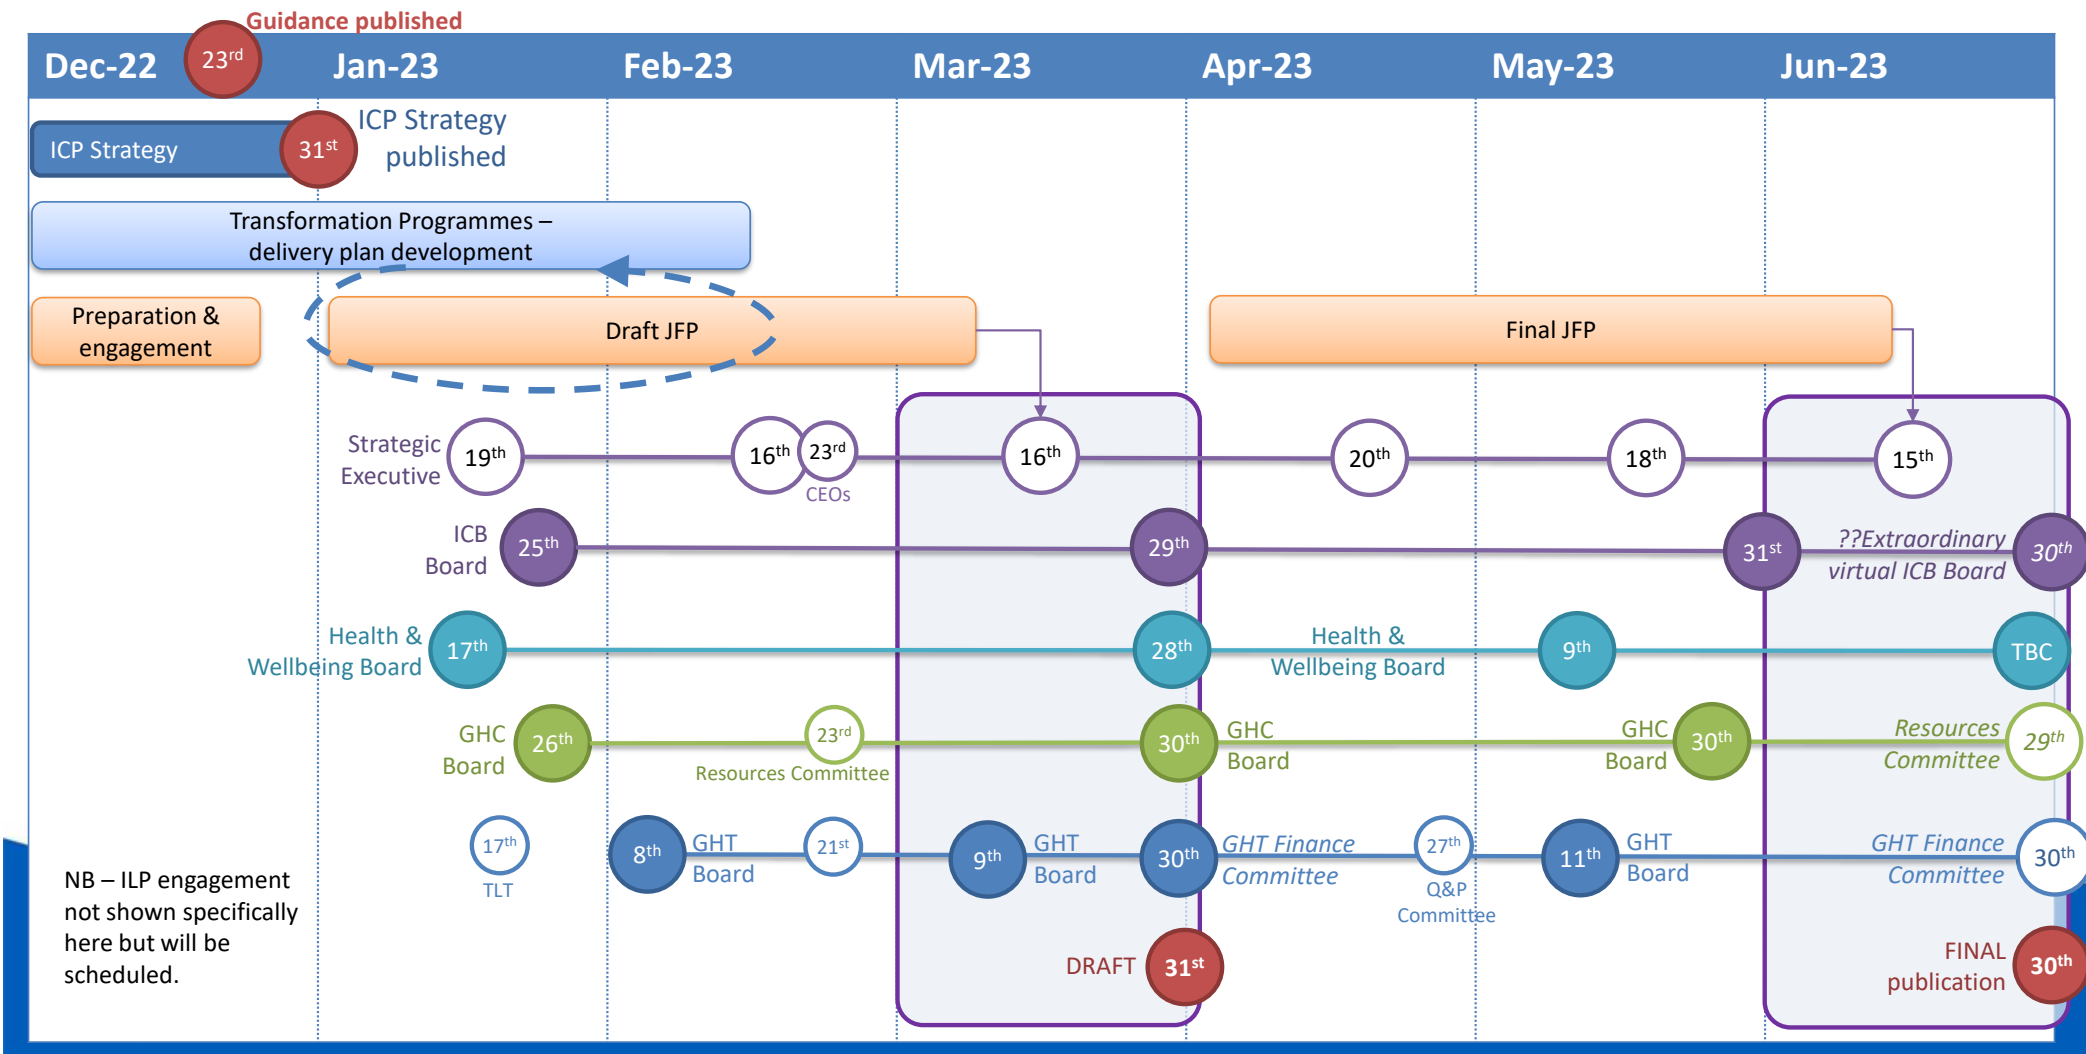 Guidance published
Dec-22
23rd
Jan-23
Feb-23
Mar-23
Apr-23
May-23
Jun-23
ICP Strategy
31st
ICP Strategy
published
Transformation Programmes –
delivery plan development
Preparation &
engagement
Draft JFP
Final JFP
Strategic
Executive
19th
16th
23rd
CEOs
16th
20th
18th
15th
ICB
Board
25th
29th
31st
??Extraordinary
virtual ICB Board
30th
Health &
Wellbeing Board
17th
28th
Health &
Wellbeing Board
9th
TBC
GHC
Board
26th
23rd
Resources Committee
30th
GHC
Board
GHC
Board
30th
Resources
Committee
29th
17th
TLT
8th
GHT
Board
21st
9th
GHT
Board
30th
GHT Finance
Committee
27th
Q&P
Committee
11th
GHT
Board
GHT Finance
Committee
30th
NB – ILP engagement
not shown specifically
here but will be
scheduled.
DRAFT
31st
FINAL
publication
30th